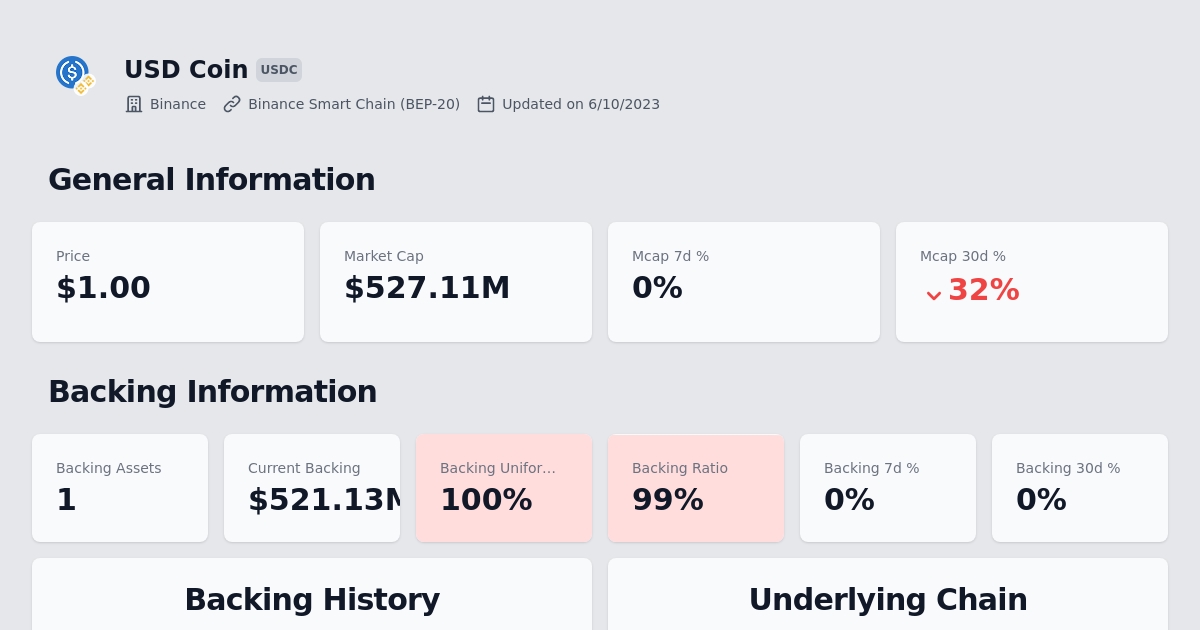 USD Coin USDC
Binance Binance Smart Chain (BEP-20) Updated on 6/10/2023
General Information
Price
$1.00
Market Cap
$527.11M
Mcap 7d %
0%
Mcap 30d %
32%
Backing Information
Backing Assets
1
Current Backing
$521.13M
Backing Unifor…
100%
Backing Ratio
99%
Backing 7d %
0%
Backing 30d %
0%
Backing History
Underlying Chain